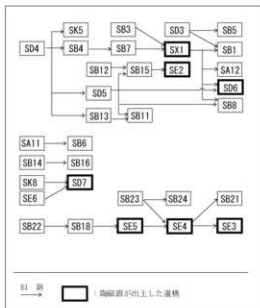 SK5 SB3 SD3 SB5
SD4 SB4 SB7 SX1 SB1
SB12 SB15 SE2 SA12
SD5 SD6
SB13 SB11 SB8
SA11 SB6
SB14 SB16
SK8 SD7
SE6 SB23 SB24 SB21
SB22 SB18 SE5 SE4 SE3
旧 新
：陶磁器が出土した遺構